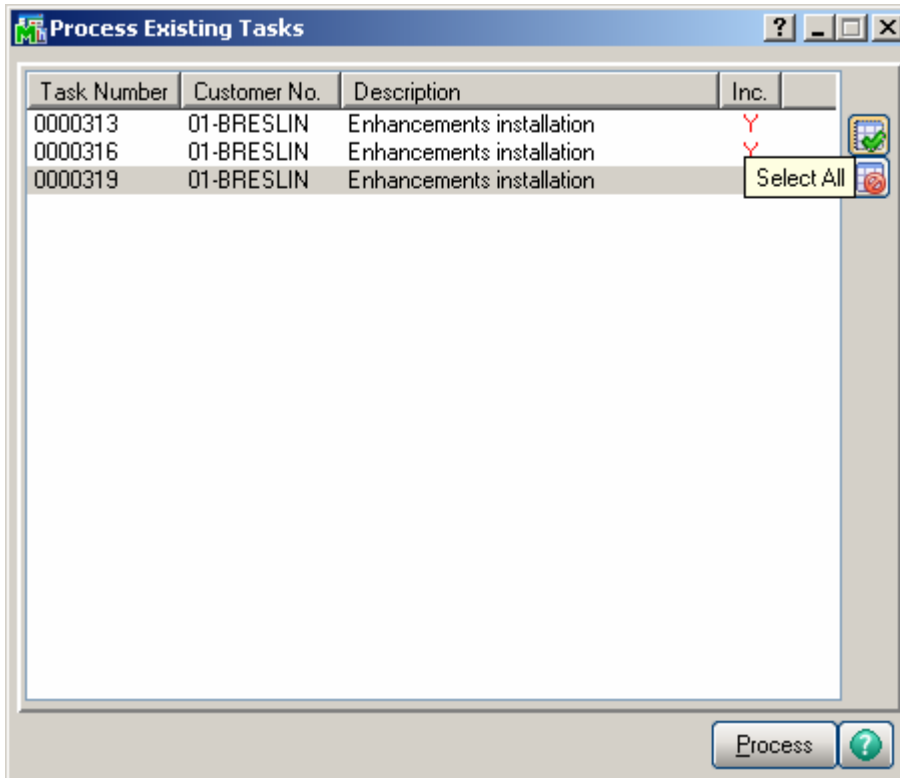 Process Existing Tasks
Task Number Customer No. Description Inc.
0000313 01-BRESLIN Enhancements installation Y
0000316 01-BRESLIN Enhancements installation Y
0000319 01-BRESLIN Enhancements installation
Select All
Process